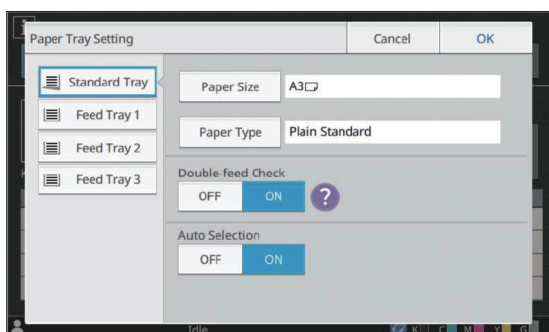 Paper Tray Setting
Cancel
OK
Standard Tray
Feed Tray 1
Feed Tray 2
Feed Tray 3
Paper Size
A3
Paper Type
Plain Standard
Double-feed Check
OFF
ON
?
Auto Selection
OFF
ON
Idle
K C M Y G